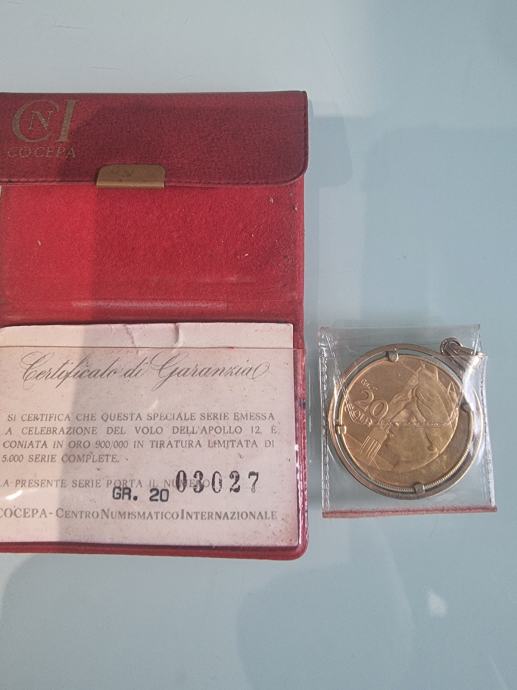 CNI
COCEPA
Certificato di Garanzia
SI CERTIFICA CHE QUESTA SPECIALE SERIE EMESSA
A CELEBRAZIONE DEL VOLO DELL'APOLLO 12 È
CONIATA IN ORO 900/000 IN TIRATURA LIMITATA DI
5.000 SERIE COMPLETE.
LA PRESENTE SERIE PORTA IL NUMERO 03027
GR. 20
COCEPA - CENTRO NUMISMATICO INTERNAZIONALE
20